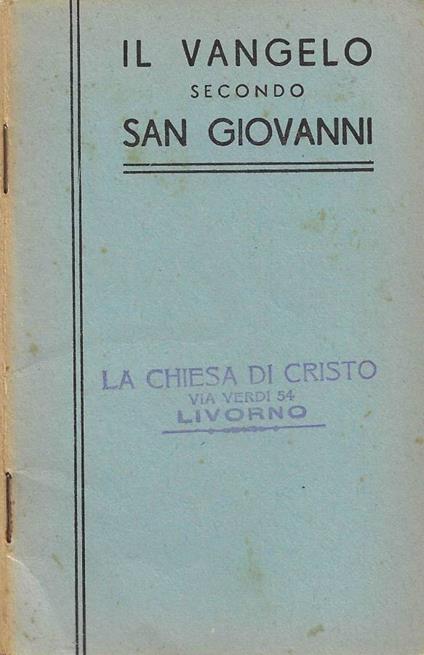 IL VANGELO
SECONDO
SAN GIOVANNI
LA CHIESA DI CRISTO
VIA VERDI 54
LIVORNO